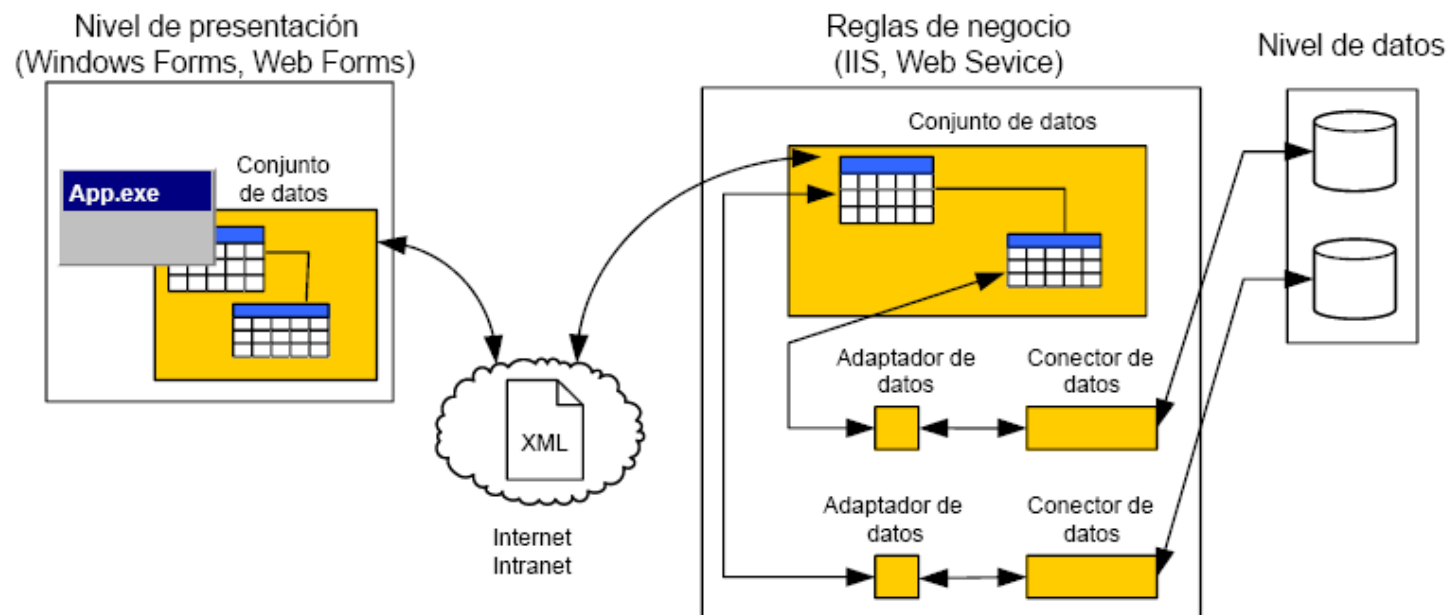 Nivel de presentación
(Windows Forms, Web Forms)
App.exe
Conjunto
de datos
XML
Internet
Intranet
Reglas de negocio
(IIS, Web Sevice)
Conjunto de datos
Adaptador de
datos
Conector de
datos
Adaptador de
datos
Conector de
datos
Nivel de datos